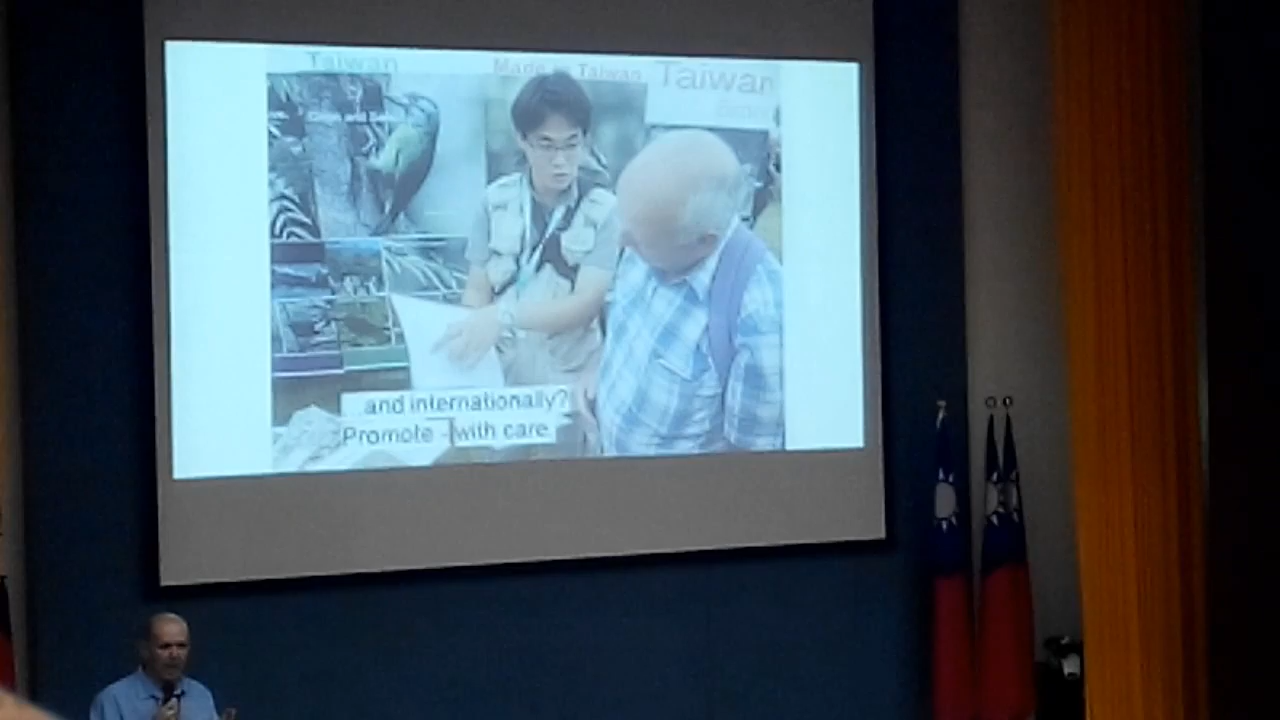 Taiwan
Made in Taiwan
Taiwan
and internationally?
Promote - with care